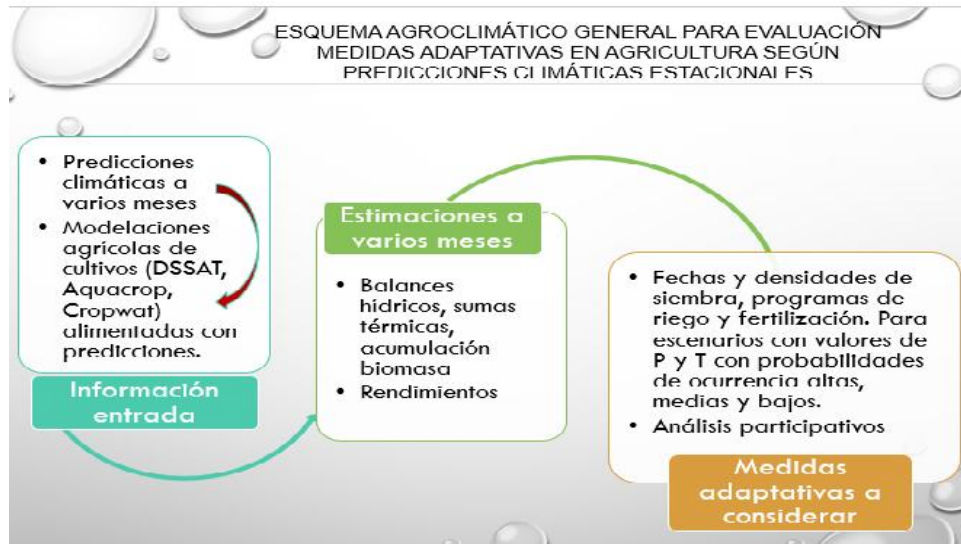 ESQUEMA AGROCLIMÁTICO GENERAL PARA EVALUACIÓN
MEDIDAS ADAPTATIVAS EN AGRICULTURA SEGÚN
PREDICCIONES CLIMÁTICAS ESTACIONALES
• Predicciones
climáticas a
varios meses
• Modelaciones
agrícolas de
cultivos (DSSAT,
Aquacrop,
Cropwat)
alimentadas con
predicciones.
Información
entrada
Estimaciones a
varios meses
• Balances
hídricos, sumas
térmicas,
acumulación
biomasa
• Rendimientos
• Fechas y densidades de
siembra, programas de
riego y fertilización. Para
escenarios con valores de
P y T con probabilidades
de ocurrencia altas,
medias y bajos.
• Análisis participativos
Medidas
adaptativas a
considerar